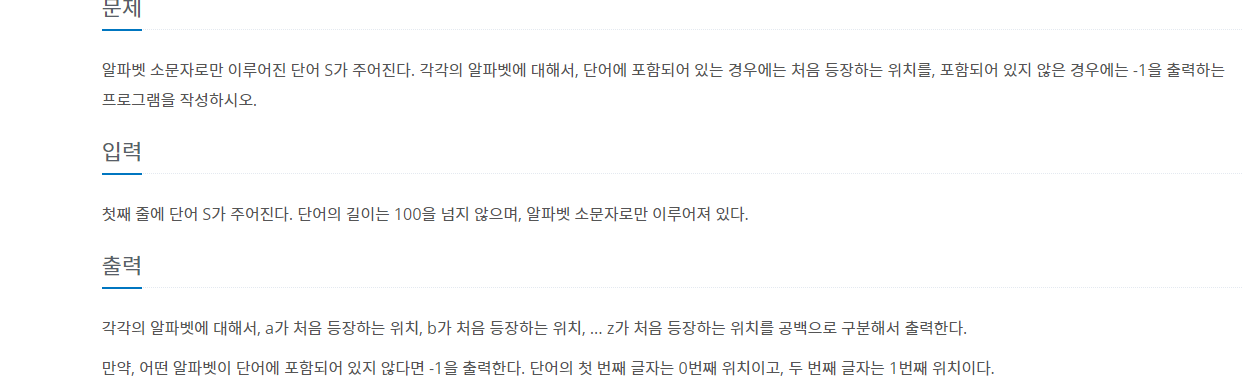 문제
알파벳 소문자로만 이루어진 단어 S가 주어진다. 각각의 알파벳에 대해서, 단어에 포함되어 있는 경우에는 처음 등장하는 위치를, 포함되어 있지 않은 경우에는 -1을 출력하는
프로그램을 작성하시오.
입력
첫째 줄에 단어 S가 주어진다. 단어의 길이는 100을 넘지 않으며, 알파벳 소문자로만 이루어져 있다.
출력
각각의 알파벳에 대해서, a가 처음 등장하는 위치, b가 처음 등장하는 위치, ... z가 처음 등장하는 위치를 공백으로 구분해서 출력한다.
만약, 어떤 알파벳이 단어에 포함되어 있지 않다면 -1을 출력한다. 단어의 첫 번째 글자는 0번째 위치이고, 두 번째 글자는 1번째 위치이다.